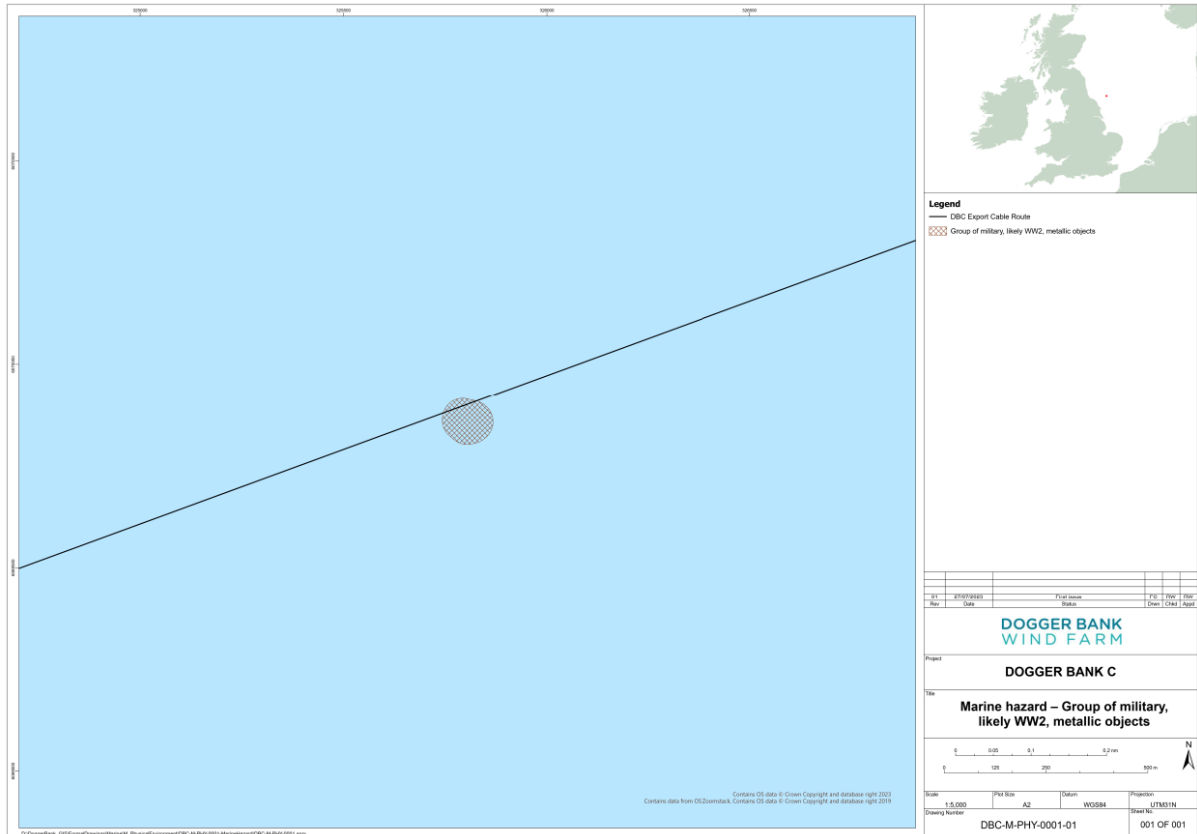 Legend
DBC Export Cable Route
Group of military, likely WW2, metallic objects
Rev Date Status Drwn Chkd Appd
DOGGER BANK
WIND FARM
Project
DOGGER BANK C
Title
Marine hazard – Group of military,
likely WW2, metallic objects
N
0 0.05 0.1 0.2 nm
0 125 250 500 m
Scale Plot Size Datum Projection
1:5,000 A2 WGS84 UTM31N
Drawing Number Sheet No.
DBC-M-PHY-0001-01 001 OF 001
Contains OS data © Crown Copyright and database right 2023
Contains data from OSZoomstack, Contains OS data © Crown Copyright and database right 2019